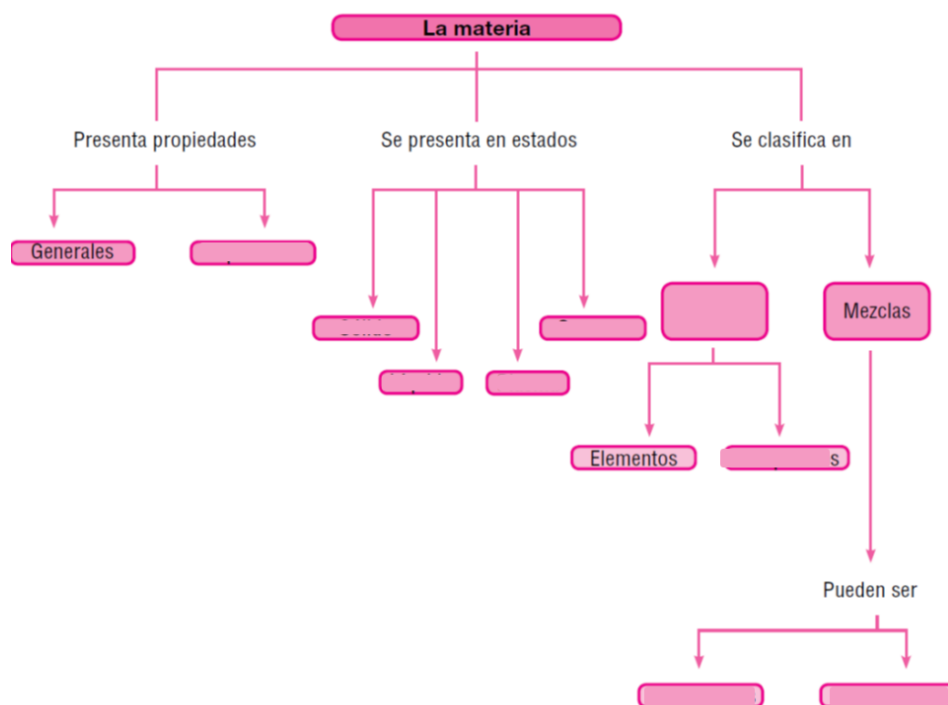 La materia
Presenta propiedades
Se presenta en estados
Se clasifica en
Generales
Mezclas
Elementos
s
Pueden ser